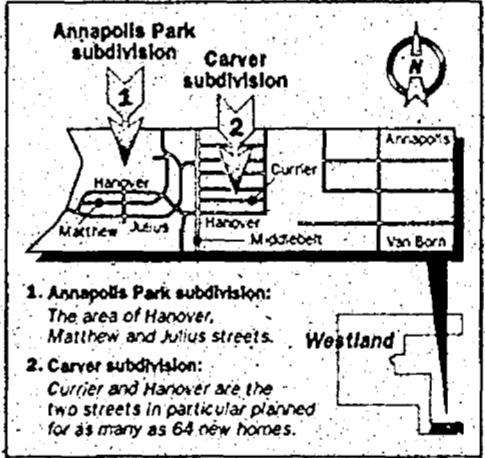 Annapolis Park
subdivision
Carver
subdivision
1
2
N
Annapolis
Hanover
Currier
Matthew
Julius
Hanover
Middlebelt
Van Born
1. Annapolis Park subdivision:
The area of Hanover,
Matthew and Julius streets.
Westland
2. Carver subdivision:
Currier and Hanover are the
two streets in particular planned
for as many as 64 new homes.